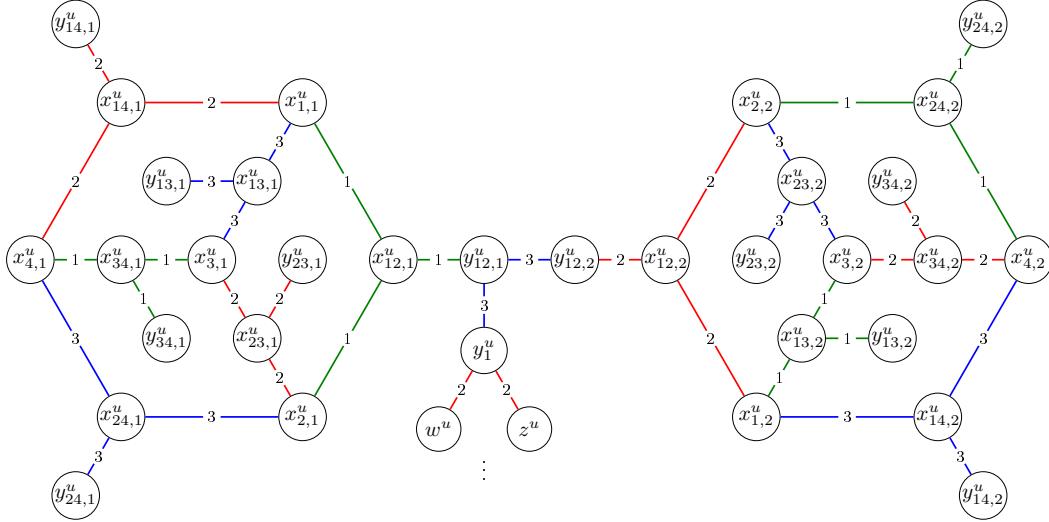 y^u_{14,1} y^u_{24,2}
2 1
x^u_{14,1} 2 x^u_{1,1} x^u_{2,2} 1 x^u_{24,2}
3 3
2 y^u_{13,1} 3 x^u_{13,1} 1 2 x^u_{23,2} y^u_{34,2} 1
3 3 3 2
x^u_{4,1} 1 x^u_{34,1} 1 x^u_{3,1} y^u_{23,1} x^u_{12,1} 1 y^u_{12,1} 3 y^u_{12,2} 2 x^u_{12,2} y^u_{23,2} x^u_{3,2} 2 x^u_{34,2} 2 x^u_{4,2}
1 2 2 3 1
3 y^u_{34,1} x^u_{23,1} 1 y^u_1 2 x^u_{13,2} 1 y^u_{13,2} 3
2 2 2 1
x^u_{24,1} 3 x^u_{2,1} w^u z^u x^u_{1,2} 3 x^u_{14,2}
3 ⋮ 3
y^u_{24,1} y^u_{14,2}